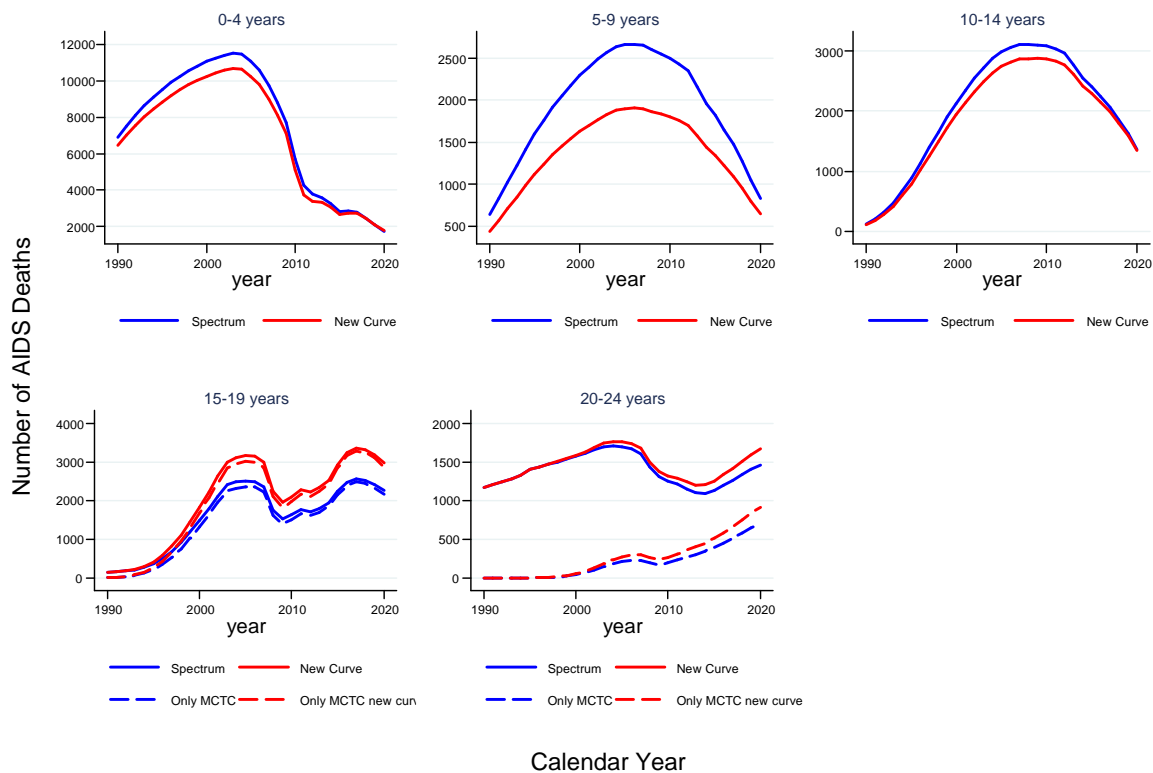 Number of AIDS Deaths
0-4 years
12000
10000
8000
6000
4000
2000
1990 2000 2010 2020
year
Spectrum New Curve
5-9 years
2500
2000
1500
1000
500
1990 2000 2010 2020
year
Spectrum New Curve
10-14 years
3000
2000
1000
0
1990 2000 2010 2020
year
Spectrum New Curve
15-19 years
4000
3000
2000
1000
0
1990 2000 2010 2020
year
Spectrum New Curve
Only MCTC Only MCTC new curv
20-24 years
2000
1500
1000
500
0
1990 2000 2010 2020
year
Spectrum New Curve
Only MCTC Only MCTC new curve
Calendar Year